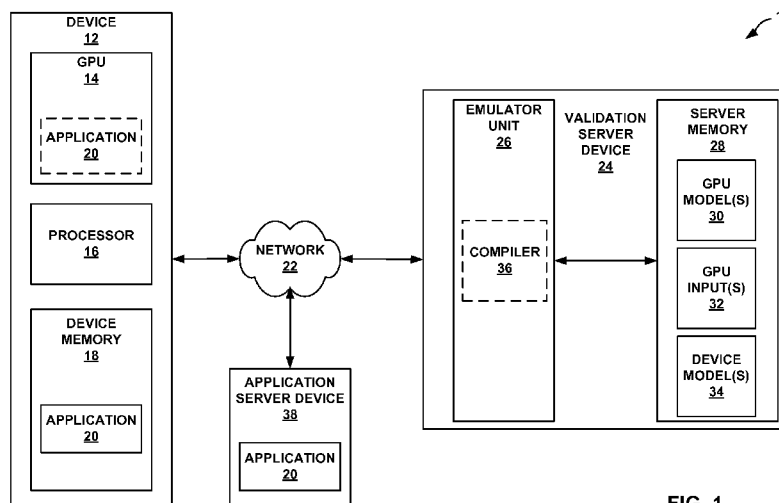 DEVICE
12
GPU
14
APPLICATION
20
PROCESSOR
16
DEVICE
MEMORY
18
APPLICATION
20
NETWORK
22
APPLICATION
SERVER DEVICE
38
APPLICATION
20
EMULATOR
UNIT
26
COMPILER
36
VALIDATION
SERVER
DEVICE
24
SERVER
MEMORY
28
GPU
MODEL(S)
30
GPU
INPUT(S)
32
DEVICE
MODEL(S)
34
FIG. 1